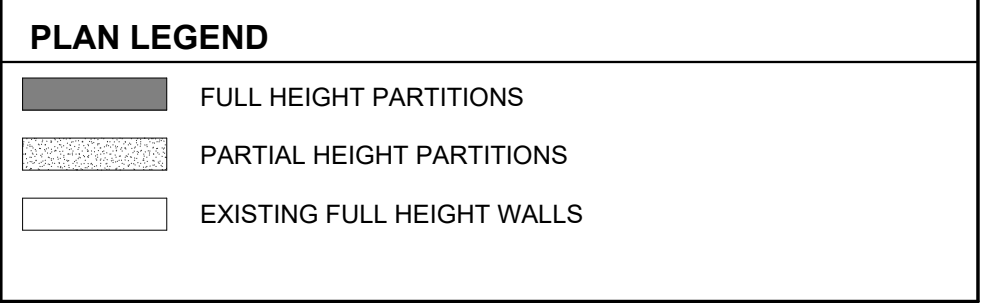 PLAN LEGEND
FULL HEIGHT PARTITIONS
PARTIAL HEIGHT PARTITIONS
EXISTING FULL HEIGHT WALLS